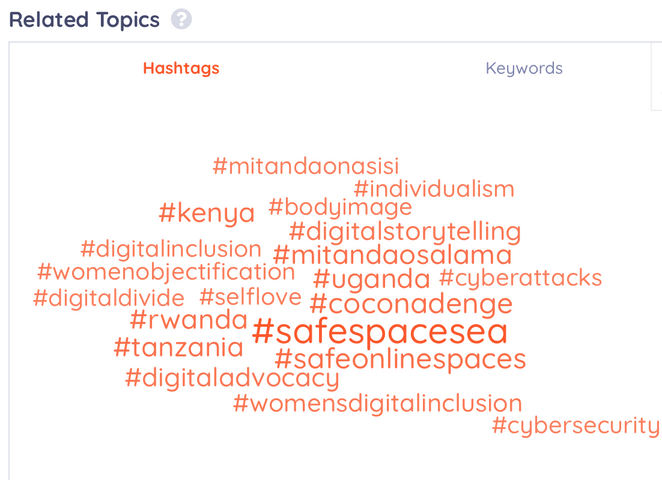 Related Topics ?
Hashtags Keywords
#mitandaonasisi
#individualism
#kenya #bodyimage
#digitalstorytelling
#digitalinclusion #mitandaosalama
#womenobjectification #uganda #cyberattacks
#digitaldivide #selflove #coconadenge
#rwanda #safespacesea
#tanzania #safeonlinespaces
#digitaladvocacy
#womensdigitalinclusion
#cybersecurity